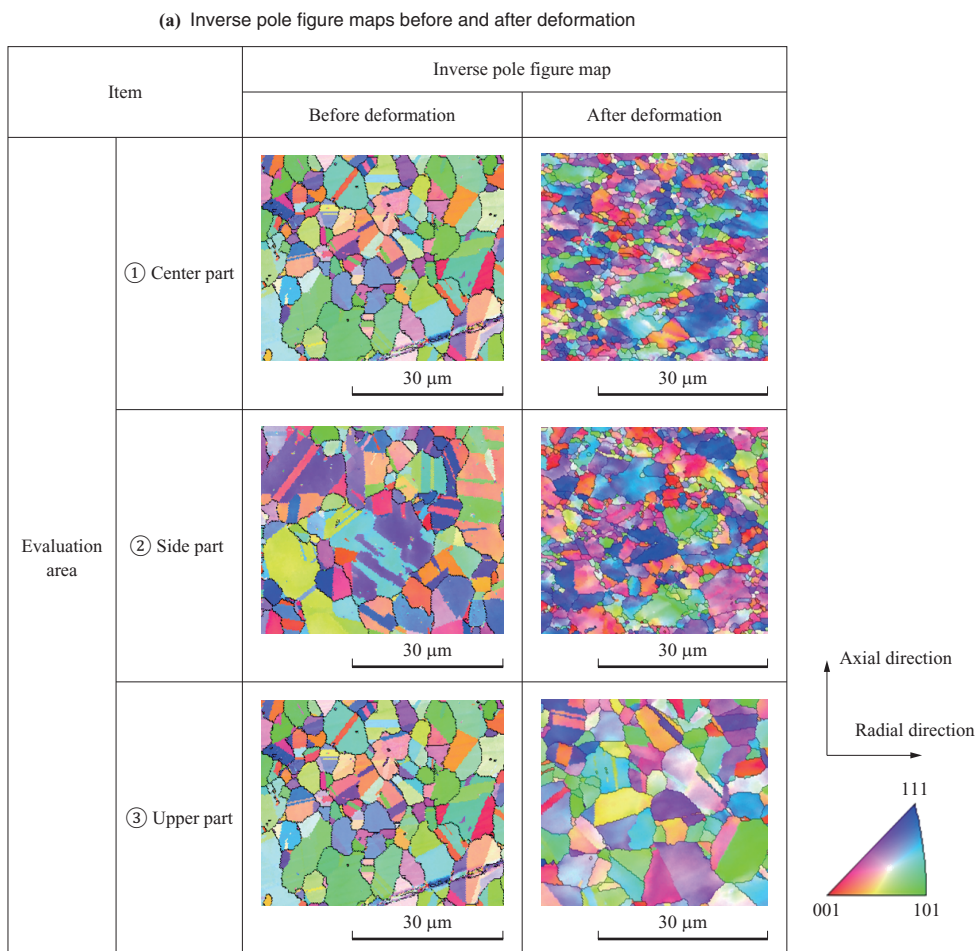 (a) Inverse pole figure maps before and after deformation
Item
Inverse pole figure map
Before deformation
After deformation
Evaluation
area
① Center part
30 μm
30 μm
② Side part
30 μm
30 μm
③ Upper part
30 μm
30 μm
Axial direction
Radial direction
111
001
101